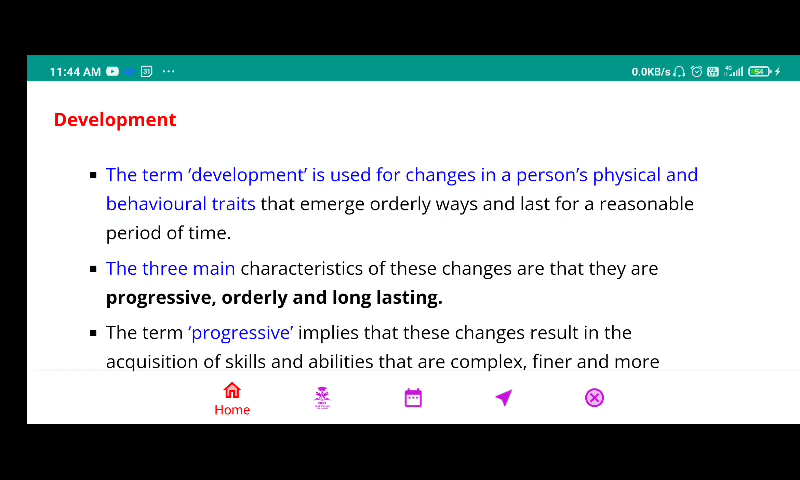 11:44 AM 31 ...
0.0KB/s 4G 54
Development
The term ‘development’ is used for changes in a person’s physical and
behavioural traits that emerge orderly ways and last for a reasonable
period of time.
The three main characteristics of these changes are that they are
progressive, orderly and long lasting.
The term ‘progressive’ implies that these changes result in the
acquisition of skills and abilities that are complex, finer and more
Home